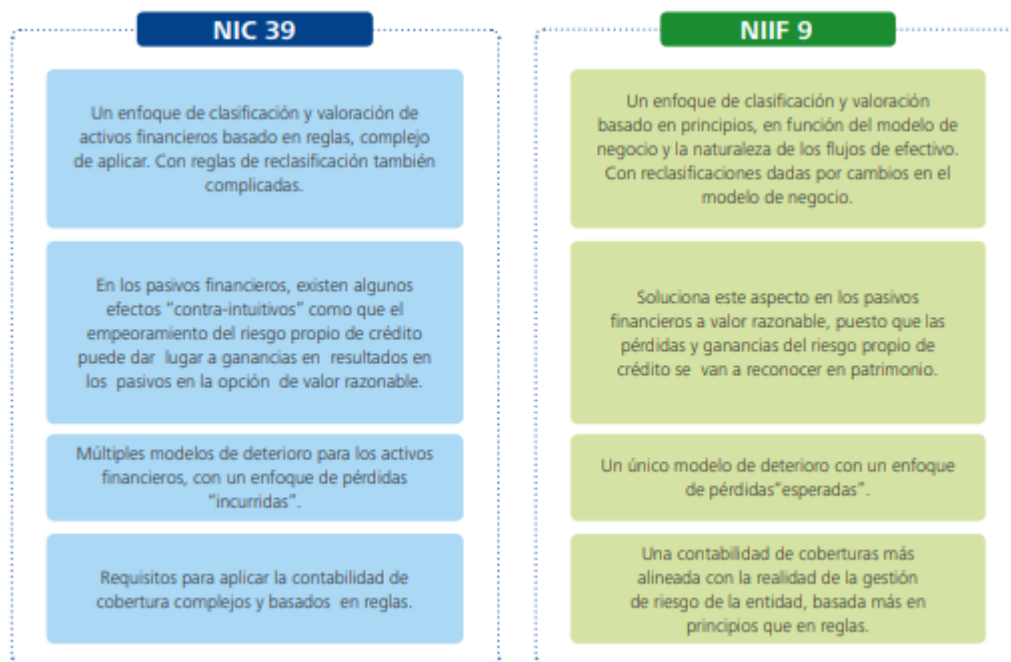 NIC 39
Un enfoque de clasificación y valoración de
activos financieros basado en reglas, complejo
de aplicar. Con reglas de reclasificación también
complicadas.
En los pasivos financieros, existen algunos
efectos “contra-intuitivos” como que el
empeoramiento del riesgo propio de crédito
puede dar lugar a ganancias en resultados en
los pasivos en la opción de valor razonable.
Múltiples modelos de deterioro para los activos
financieros, con un enfoque de pérdidas
“incurridas”.
Requisitos para aplicar la contabilidad de
cobertura complejos y basados en reglas.
NIIF 9
Un enfoque de clasificación y valoración
basado en principios, en función del modelo de
negocio y la naturaleza de los flujos de efectivo.
Con reclasificaciones dadas por cambios en el
modelo de negocio.
Soluciona este aspecto en los pasivos
financieros a valor razonable, puesto que las
pérdidas y ganancias del riesgo propio de
crédito se van a reconocer en patrimonio.
Un único modelo de deterioro con un enfoque
de pérdidas“esperadas”.
Una contabilidad de coberturas más
alineada con la realidad de la gestión
de riesgo de la entidad, basada más en
principios que en reglas.